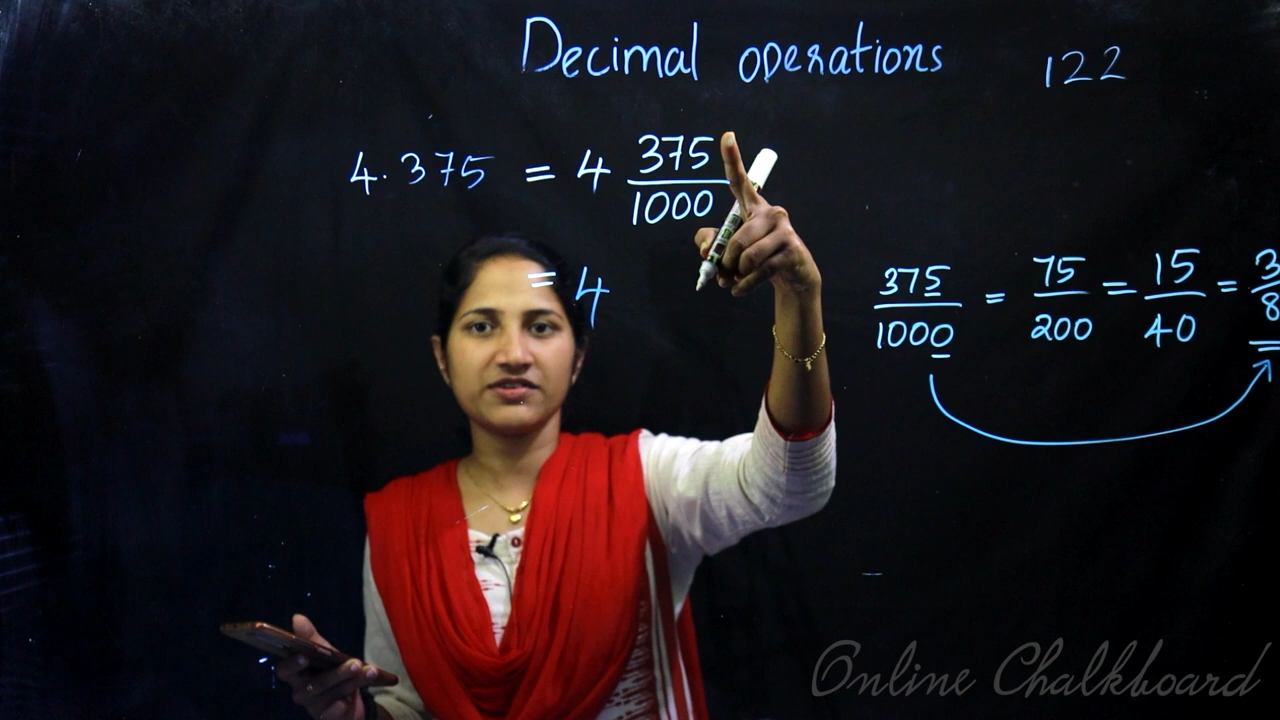 Decimal operations 122
4.375 = 4 375/1000
= 4
375/1000 = 75/200 = 15/40 = 3/8
Online Chalkboard